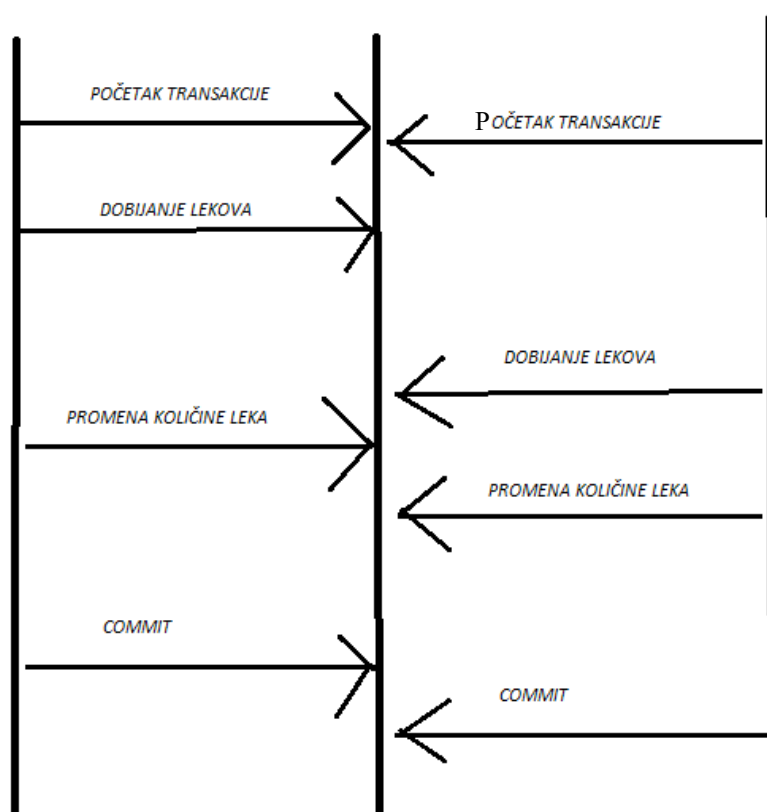 POČETAK TRANSAKCIJE
POČETAK TRANSAKCIJE
DOBIJANJE LEKOVA
DOBIJANJE LEKOVA
PROMENA KOLIČINE LEKA
PROMENA KOLIČINE LEKA
COMMIT
COMMIT